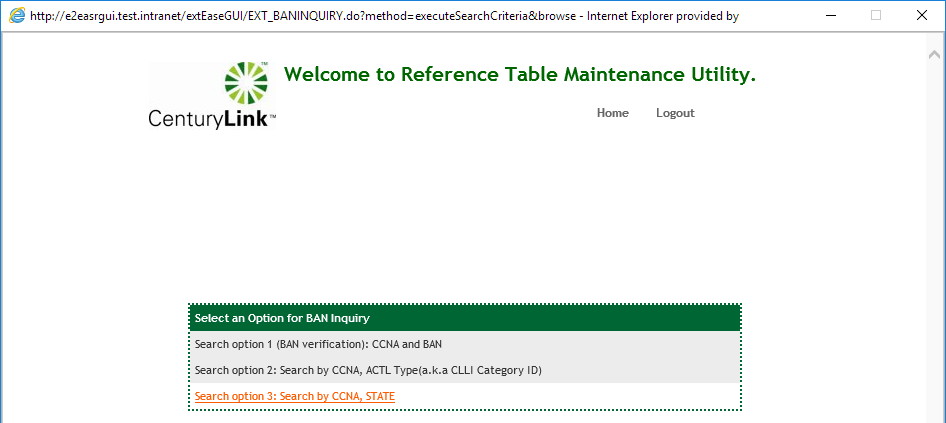 http://e2easrgui.test.intranet/extEaseGUI/EXT_BANINQUIRY.do?method=executeSearchCriteria&browse - Internet Explorer provided by
Welcome to Reference Table Maintenance Utility.
CenturyLink™
Home Logout
Select an Option for BAN Inquiry
Search option 1 (BAN verification): CCNA and BAN
Search option 2: Search by CCNA, ACTL Type(a.k.a CLLI Category ID)
Search option 3: Search by CCNA, STATE